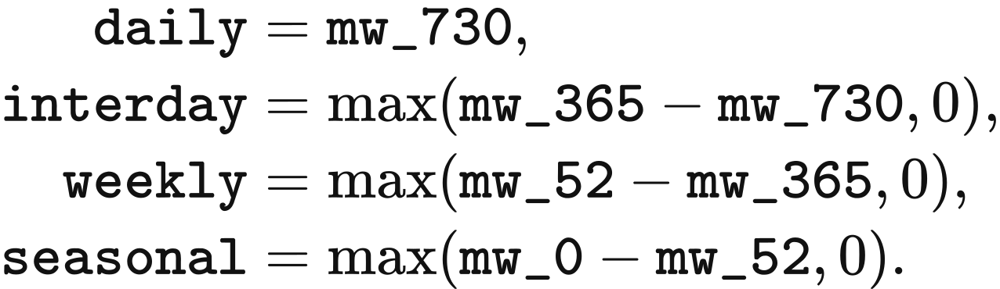 daily = mw_730,
interday = max(mw_365 − mw_730, 0),
weekly = max(mw_52 − mw_365, 0),
seasonal = max(mw_0 − mw_52, 0).